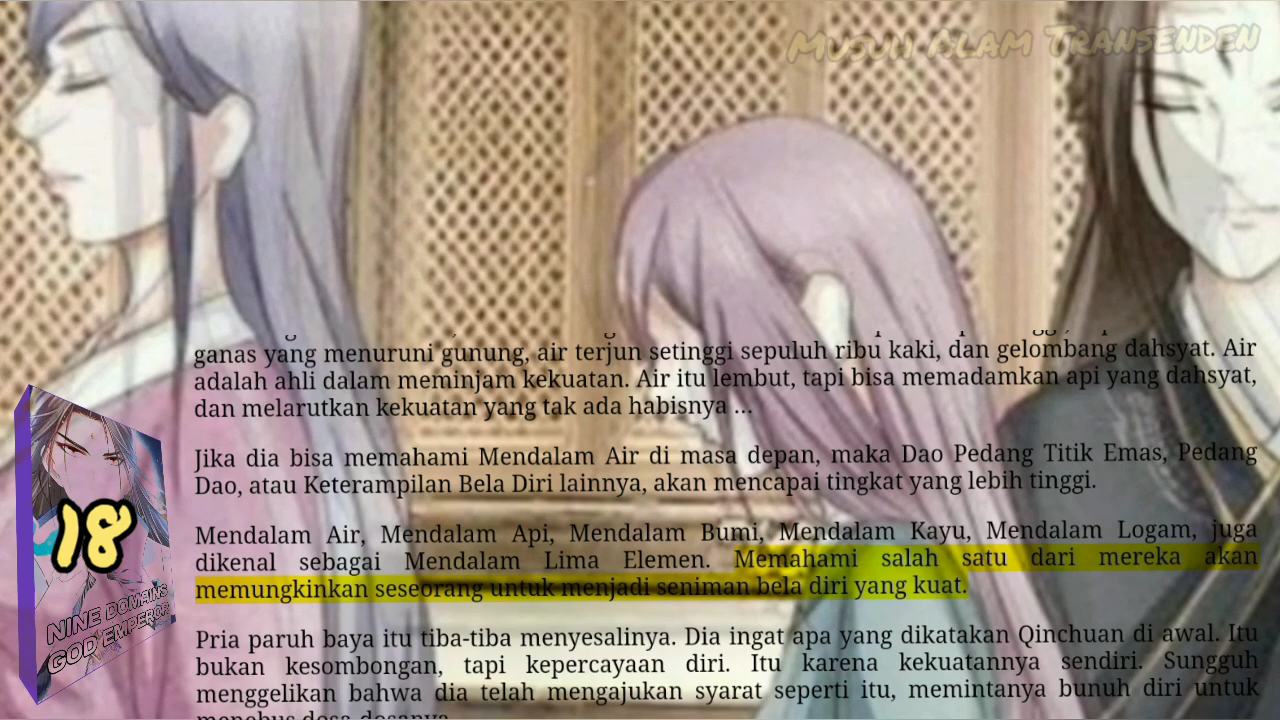 Musuh Alam Transenden
ganas yang menuruni gunung, air terjun setinggi sepuluh ribu kaki, dan gelombang dahsyat. Air
adalah ahli dalam meminjam kekuatan. Air itu lembut, tapi bisa memadamkan api yang dahsyat,
dan melarutkan kekuatan yang tak ada habisnya ...
Jika dia bisa memahami Mendalam Air di masa depan, maka Dao Pedang Titik Emas, Pedang
Dao, atau Keterampilan Bela Diri lainnya, akan mencapai tingkat yang lebih tinggi.
Mendalam Air, Mendalam Api, Mendalam Bumi, Mendalam Kayu, Mendalam Logam, juga
dikenal sebagai Mendalam Lima Elemen. Memahami salah satu dari mereka akan
memungkinkan seseorang untuk menjadi seniman bela diri yang kuat.
Pria paruh baya itu tiba-tiba menyesalinya. Dia ingat apa yang dikatakan Qinchuan di awal. Itu
bukan kesombongan, tapi kepercayaan diri. Itu karena kekuatannya sendiri. Sungguh
menggelikan bahwa dia telah mengajukan syarat seperti itu, memintanya bunuh diri untuk
menebus dosa-dosanya
18
NINE DOMAINS
GOD EMPEROR